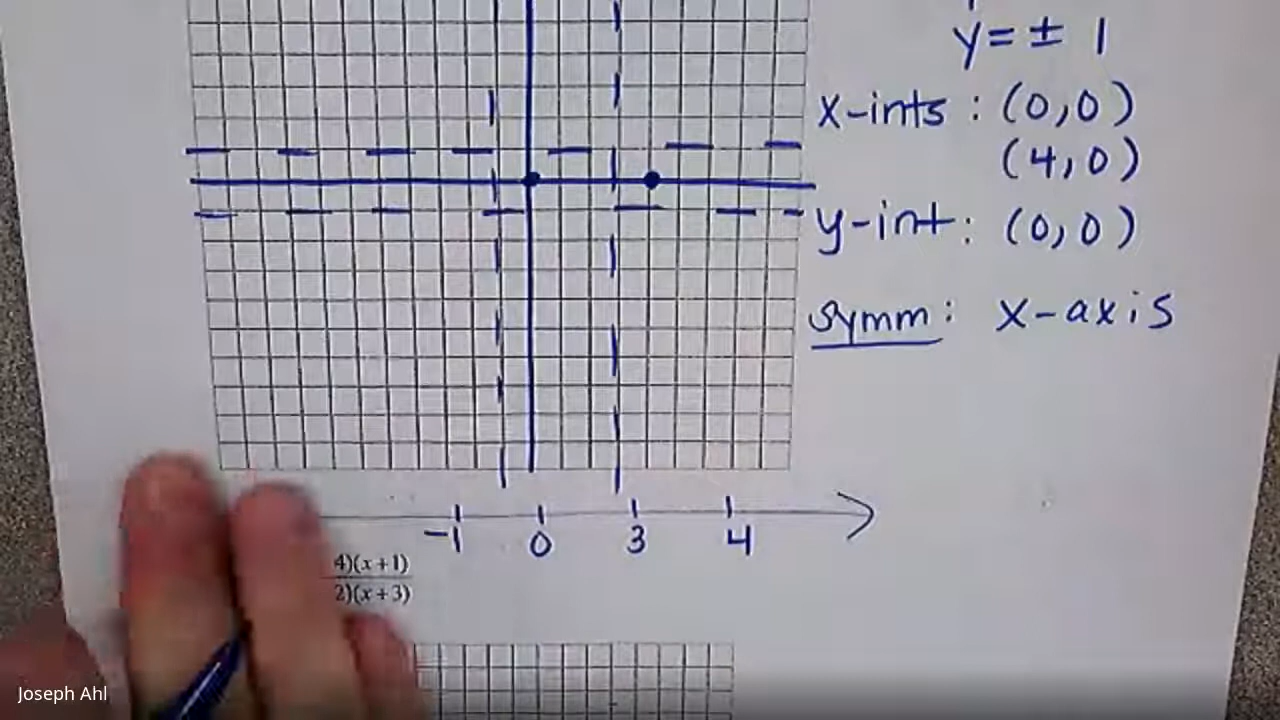 y = ± 1
x-ints : (0,0)
(4,0)
y-int: (0,0)
Symm: x-axis
-1 0 3 4
4)(x+1)
2)(x+3)
Joseph Ahl